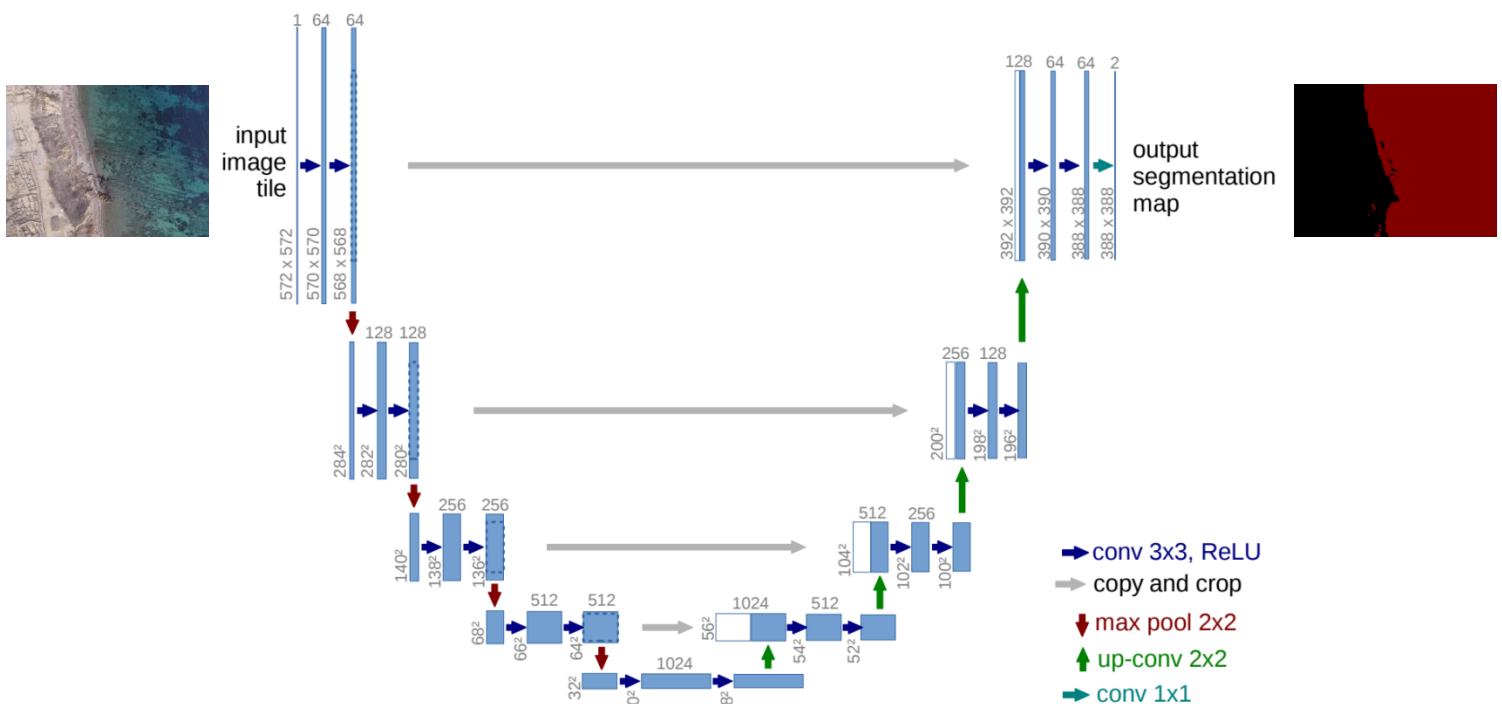 1 64 64
128 64 64 2
input
image
tile
output
segmentation
map
572 x 572
570 x 570
568 x 568
392 x 392
390 x 390
388 x 388
388 x 388
128 128
256 128
284²
282²
280²
200²
198²
196²
256 256
512 256
140²
138²
136²
104²
102²
100²
512 512
1024 512
68²
66²
64²
56²
54²
52²
1024
32²
0²
8²
conv 3x3, ReLU
copy and crop
max pool 2x2
up-conv 2x2
conv 1x1